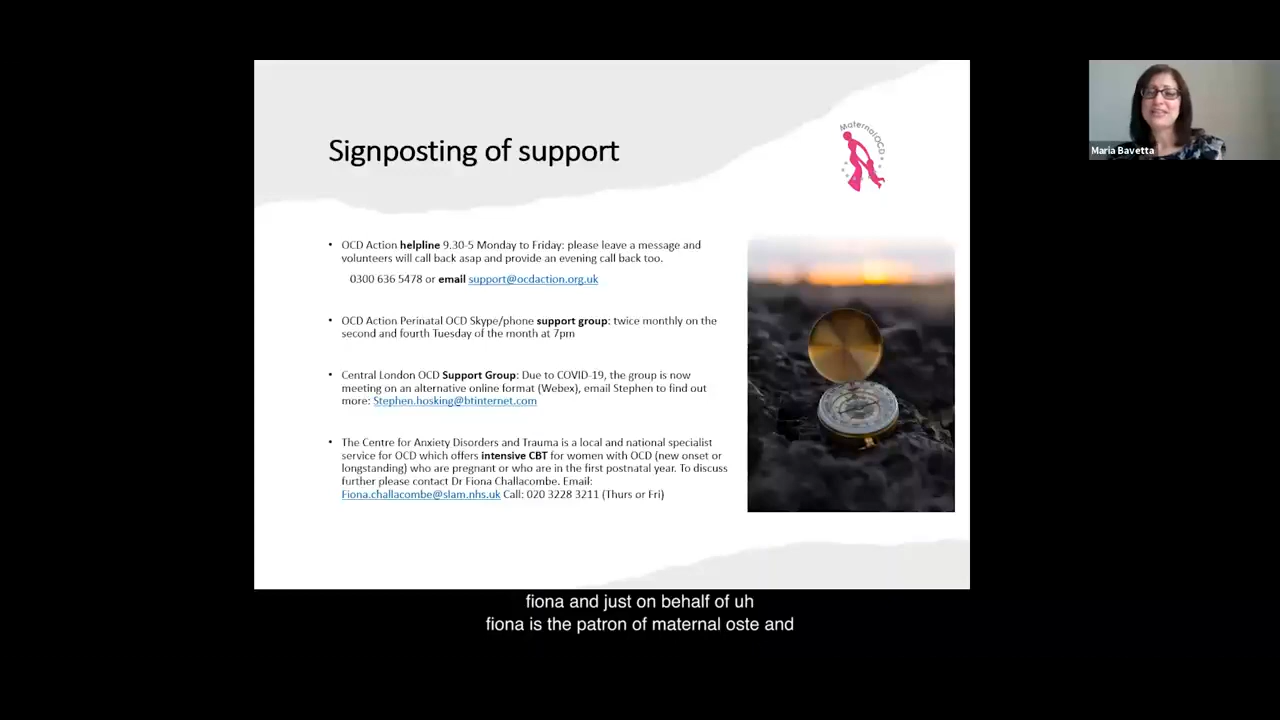 Signposting of support
MaternalOCD
Maria Bavetta
• OCD Action helpline 9.30-5 Monday to Friday: please leave a message and
volunteers will call back asap and provide an evening call back too.
0300 636 5478 or email support@ocdaction.org.uk
• OCD Action Perinatal OCD Skype/phone support group: twice monthly on the
second and fourth Tuesday of the month at 7pm
• Central London OCD Support Group: Due to COVID-19, the group is now
meeting on an alternative online format (Webex), email Stephen to find out
more: Stephen.hosking@btinternet.com
• The Centre for Anxiety Disorders and Trauma is a local and national specialist
service for OCD which offers intensive CBT for women with OCD (new onset or
longstanding) who are pregnant or who are in the first postnatal year. To discuss
further please contact Dr Fiona Challacombe. Email:
Fiona.challacombe@slam.nhs.uk Call: 020 3228 3211 (Thurs or Fri)
fiona and just on behalf of uh
fiona is the patron of maternal oste and